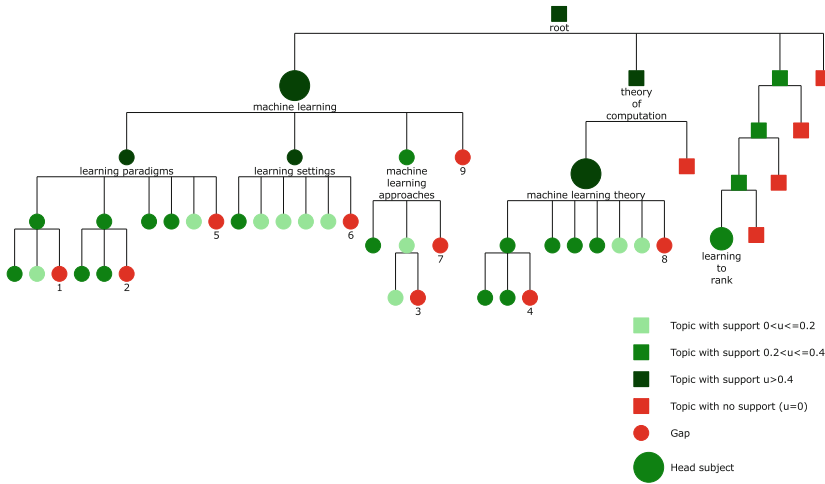 root
machine learning
theory
of
computation
learning paradigms
learning settings
machine
learning
approaches
9
machine learning theory
5
6
7
8
learning
to
rank
1
2
3
4
Topic with support 0<u<=0.2
Topic with support 0.2<u<=0.4
Topic with support u>0.4
Topic with no support (u=0)
Gap
Head subject